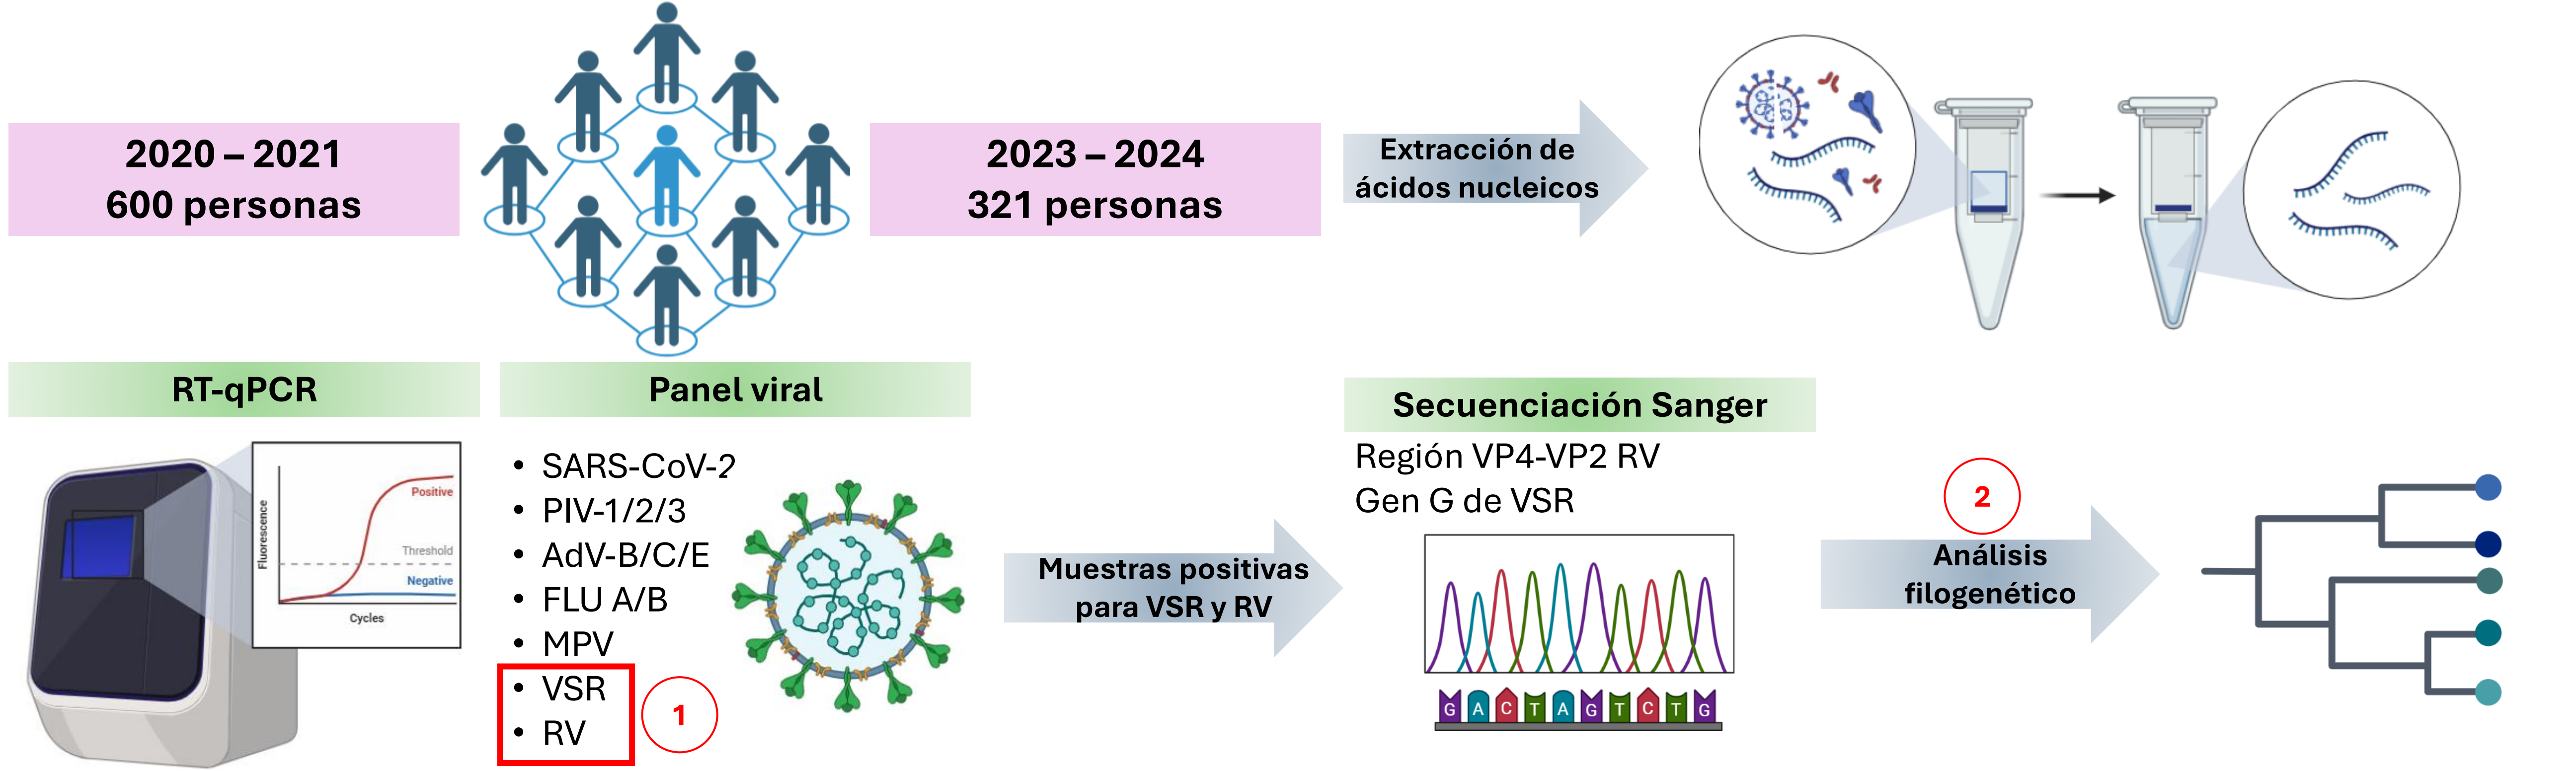 2020 – 2021
600 personas
2023 – 2024
321 personas
Extracción de
ácidos nucleicos
RT-qPCR
Fluorescence
Positive
Threshold
Negative
Cycles
Panel viral
• SARS-CoV-2
• PIV-1/2/3
• AdV-B/C/E
• FLU A/B
• MPV
• VSR
• RV
1
Muestras positivas
para VSR y RV
Secuenciación Sanger
Región VP4-VP2 RV
Gen G de VSR
G A C T A G T C T G
2
Análisis
filogenético